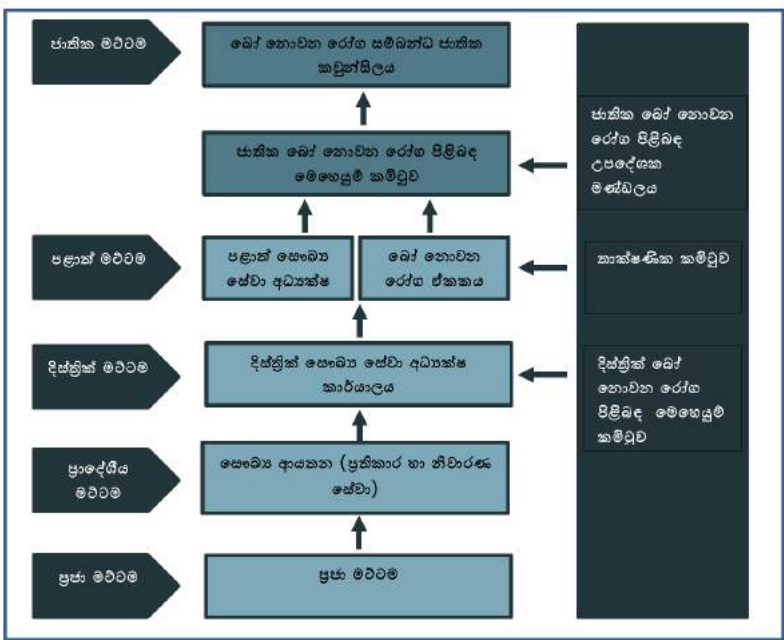 ජාතික මට්ටම
බෝ නොවන රෝග සම්බන්ධ ජාතික
කවුන්සිලය
ජාතික බෝ නොවන රෝග පිළිබඳ
මෙහෙයුම් කමිටුව
ජාතික බෝ නොවන
රෝග පිළිබඳ
උපදේශක
මණ්ඩලය
පළාත් මට්ටම
පළාත් සෞඛ්‍ය
සේවා අධ්‍යක්ෂ
බෝ නොවන
රෝග ඒකකය
තාක්ෂණික කමිටුව
දිස්ත්‍රික් මට්ටම
දිස්ත්‍රික් සෞඛ්‍ය සේවා අධ්‍යක්ෂ
කාර්යාලය
දිස්ත්‍රික් බෝ
නොවන රෝග
පිළිබඳ මෙහෙයුම්
කමිටුව
ප්‍රාදේශීය
මට්ටම
සෞඛ්‍ය ආයතන (ප්‍රතිකාර හා නිවාරණ
සේවා)
ප්‍රජා මට්ටම
ප්‍රජා මට්ටම